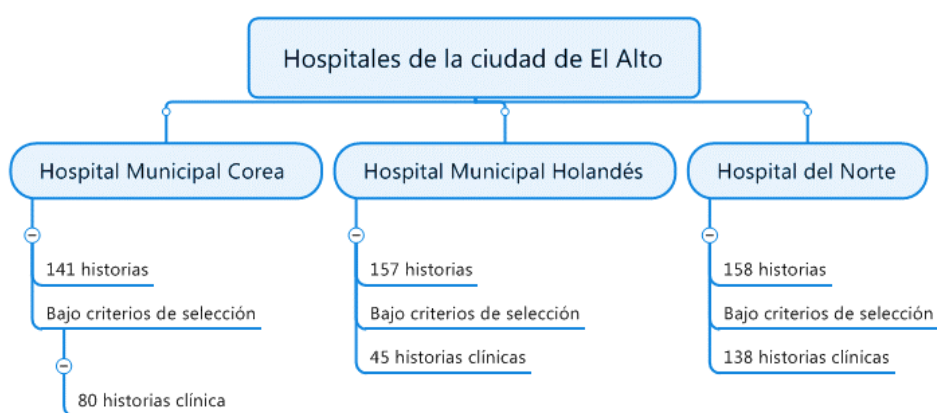 Hospitales de la ciudad de El Alto
Hospital Municipal Corea
141 historias
Bajo criterios de selección
80 historias clínica
Hospital Municipal Holandés
157 historias
Bajo criterios de selección
45 historias clínicas
Hospital del Norte
158 historias
Bajo criterios de selección
138 historias clínicas